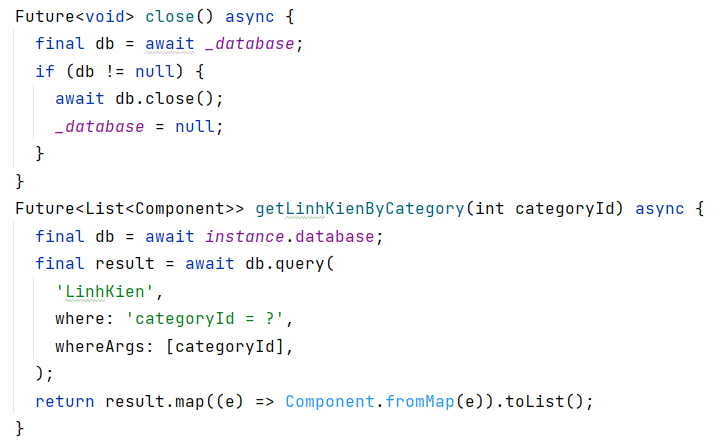 Future<void> close() async {
  final db = await _database;
  if (db != null) {
    await db.close();
    _database = null;
  }
}
Future<List<Component>> getLinhKienByCategory(int categoryId) async {
  final db = await instance.database;
  final result = await db.query(
    'LinhKien',
    where: 'categoryId = ?',
    whereArgs: [categoryId],
  );
  return result.map((e) => Component.fromMap(e)).toList();
}